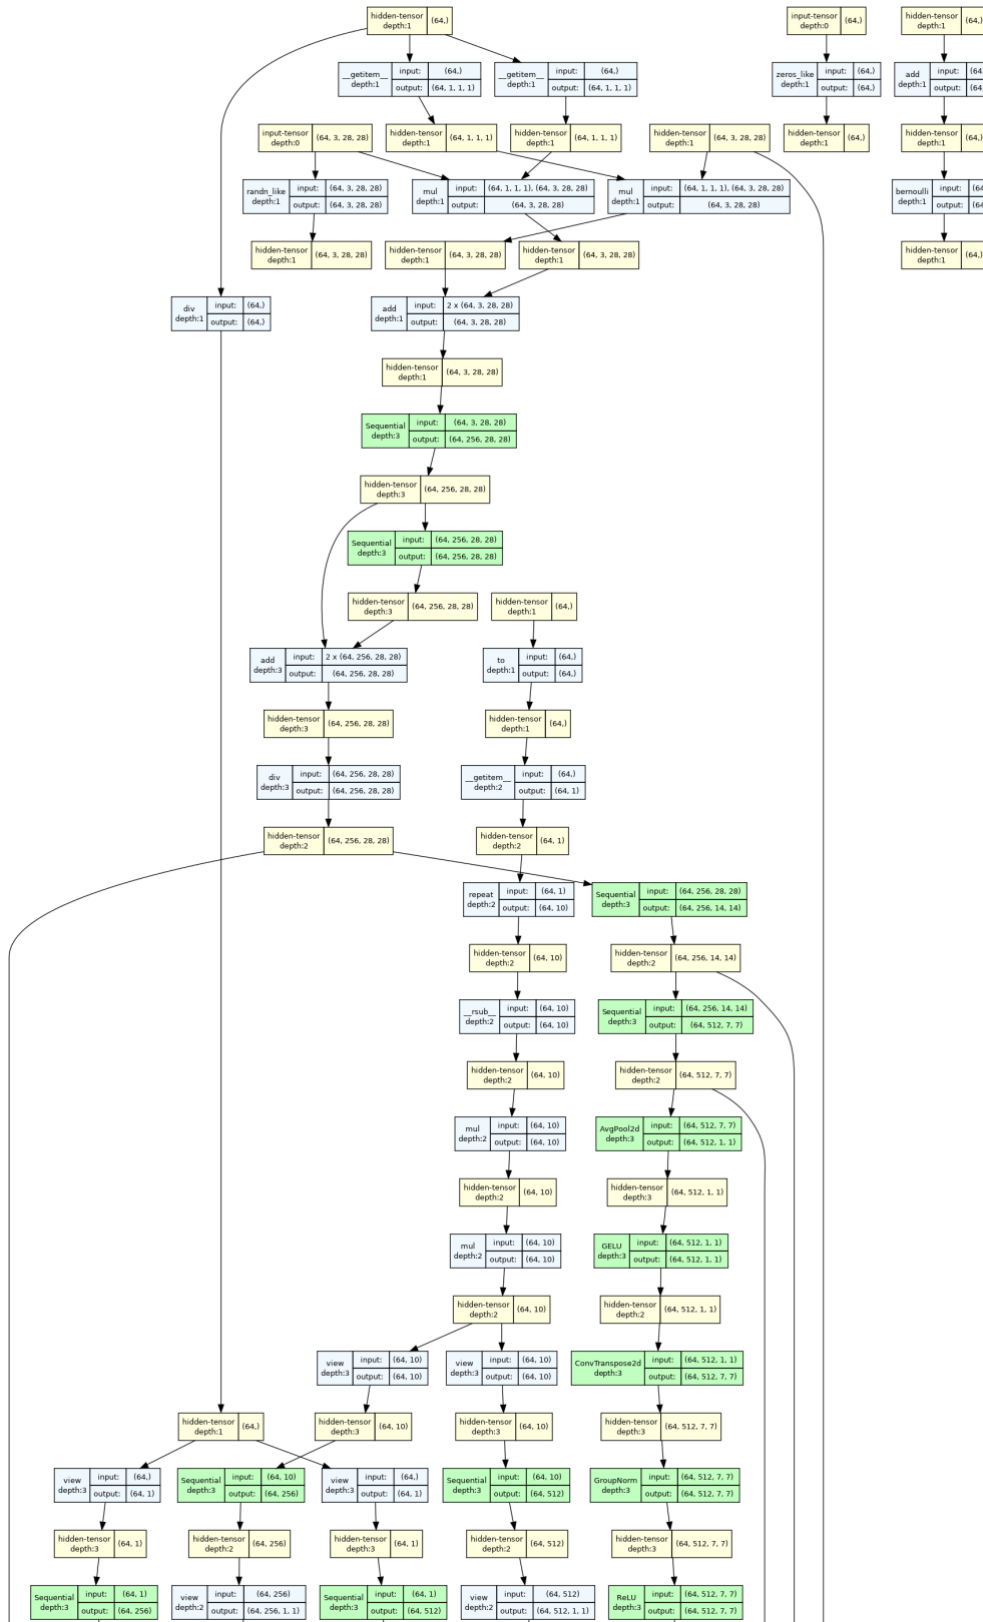 hidden-tensor
depth:1
(64,)
input-tensor
depth:0
(64,)
hidden-tensor
depth:1
(64,)
__getitem__
depth:1
input:
(64,)
output:
(64, 1, 1, 1)
__getitem__
depth:1
input:
(64,)
output:
(64, 1, 1, 1)
zeros_like
depth:1
input:
(64,)
output:
(64,)
add
depth:1
input:
(64
output:
(64
input-tensor
depth:0
(64, 3, 28, 28)
hidden-tensor
depth:1
(64, 1, 1, 1)
hidden-tensor
depth:1
(64, 1, 1, 1)
hidden-tensor
depth:1
(64, 3, 28, 28)
hidden-tensor
depth:1
(64,)
hidden-tensor
depth:1
(64,)
randn_like
depth:1
input:
(64, 3, 28, 28)
output:
(64, 3, 28, 28)
mul
depth:1
input:
(64, 1, 1, 1), (64, 3, 28, 28)
output:
(64, 3, 28, 28)
mul
depth:1
input:
(64, 1, 1, 1), (64, 3, 28, 28)
output:
(64, 3, 28, 28)
bernoulli
depth:1
input:
(64
output:
(64
hidden-tensor
depth:1
(64, 3, 28, 28)
hidden-tensor
depth:1
(64, 3, 28, 28)
hidden-tensor
depth:1
(64, 3, 28, 28)
hidden-tensor
depth:1
(64,)
div
depth:1
input:
(64,)
output:
(64,)
add
depth:1
input:
2 x (64, 3, 28, 28)
output:
(64, 3, 28, 28)
hidden-tensor
depth:1
(64, 3, 28, 28)
Sequential
depth:3
input:
(64, 3, 28, 28)
output:
(64, 256, 28, 28)
hidden-tensor
depth:3
(64, 256, 28, 28)
Sequential
depth:3
input:
(64, 256, 28, 28)
output:
(64, 256, 28, 28)
hidden-tensor
depth:3
(64, 256, 28, 28)
hidden-tensor
depth:1
(64,)
add
depth:3
input:
2 x (64, 256, 28, 28)
output:
(64, 256, 28, 28)
to
depth:1
input:
(64,)
output:
(64,)
hidden-tensor
depth:3
(64, 256, 28, 28)
hidden-tensor
depth:1
(64,)
div
depth:3
input:
(64, 256, 28, 28)
output:
(64, 256, 28, 28)
__getitem__
depth:2
input:
(64,)
output:
(64, 1)
hidden-tensor
depth:2
(64, 256, 28, 28)
hidden-tensor
depth:2
(64, 1)
repeat
depth:2
input:
(64, 1)
output:
(64, 10)
Sequential
depth:3
input:
(64, 256, 28, 28)
output:
(64, 256, 14, 14)
hidden-tensor
depth:2
(64, 10)
hidden-tensor
depth:2
(64, 256, 14, 14)
__rsub__
depth:2
input:
(64, 10)
output:
(64, 10)
Sequential
depth:3
input:
(64, 256, 14, 14)
output:
(64, 512, 7, 7)
hidden-tensor
depth:2
(64, 10)
hidden-tensor
depth:2
(64, 512, 7, 7)
mul
depth:2
input:
(64, 10)
output:
(64, 10)
AvgPool2d
depth:3
input:
(64, 512, 7, 7)
output:
(64, 512, 1, 1)
hidden-tensor
depth:2
(64, 10)
hidden-tensor
depth:3
(64, 512, 1, 1)
mul
depth:2
input:
(64, 10)
output:
(64, 10)
GELU
depth:3
input:
(64, 512, 1, 1)
output:
(64, 512, 1, 1)
hidden-tensor
depth:2
(64, 10)
hidden-tensor
depth:2
(64, 512, 1, 1)
view
depth:3
input:
(64, 10)
output:
(64, 10)
view
depth:3
input:
(64, 10)
output:
(64, 10)
ConvTranspose2d
depth:3
input:
(64, 512, 1, 1)
output:
(64, 512, 7, 7)
hidden-tensor
depth:1
(64,)
hidden-tensor
depth:3
(64, 10)
hidden-tensor
depth:3
(64, 10)
hidden-tensor
depth:3
(64, 512, 7, 7)
view
depth:3
input:
(64,)
output:
(64, 1)
Sequential
depth:3
input:
(64, 10)
output:
(64, 256)
view
depth:3
input:
(64,)
output:
(64, 1)
Sequential
depth:3
input:
(64, 10)
output:
(64, 512)
GroupNorm
depth:3
input:
(64, 512, 7, 7)
output:
(64, 512, 7, 7)
hidden-tensor
depth:3
(64, 1)
hidden-tensor
depth:2
(64, 256)
hidden-tensor
depth:3
(64, 1)
hidden-tensor
depth:2
(64, 512)
hidden-tensor
depth:3
(64, 512, 7, 7)
Sequential
depth:3
input:
(64, 1)
output:
(64, 256)
view
depth:2
input:
(64, 256)
output:
(64, 256, 1, 1)
Sequential
depth:3
input:
(64, 1)
output:
(64, 512)
view
depth:2
input:
(64, 512)
output:
(64, 512, 1, 1)
ReLU
depth:3
input:
(64, 512, 7, 7)
output:
(64, 512, 7, 7)